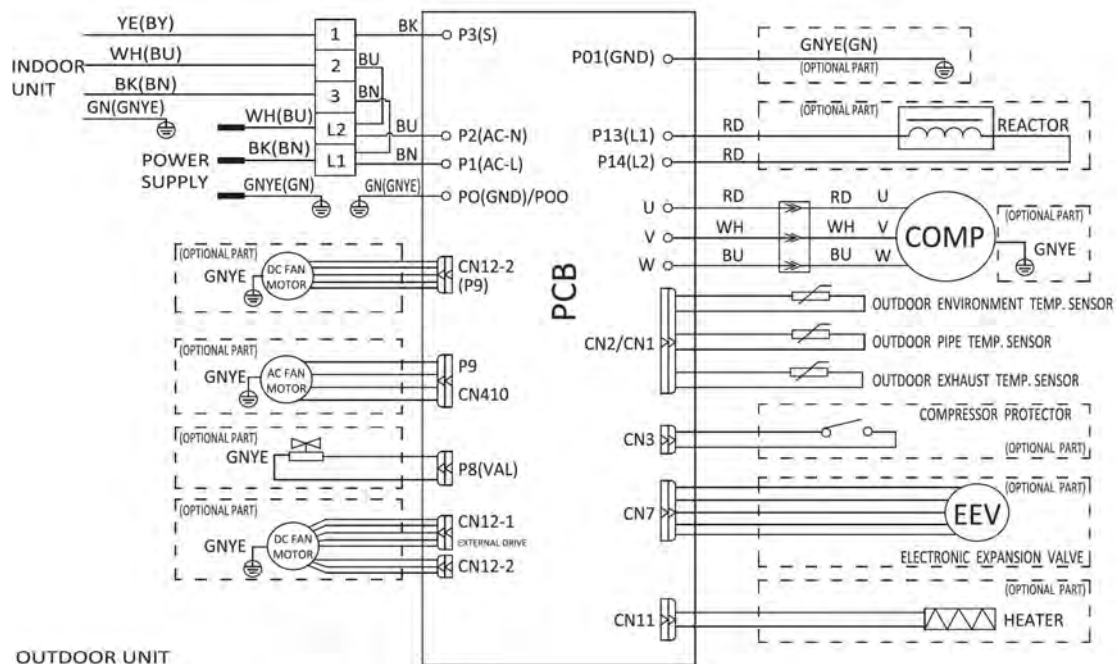 YE(BY)
1
BK
P3(S)
WH(BU)
2
BU
INDOOR
UNIT
BK(BN)
3
BN
GN(GNYE)
WH(BU)
L2
BU
P2(AC-N)
POWER
SUPPLY
BK(BN)
L1
BN
P1(AC-L)
GNYE(GN)
GN(GNYE)
PO(GND)/POO
(OPTIONAL PART)
GNYE
DC FAN
MOTOR
CN12-2
(P9)
(OPTIONAL PART)
GNYE
AC FAN
MOTOR
P9
CN410
(OPTIONAL PART)
GNYE
P8(VAL)
(OPTIONAL PART)
GNYE
DC FAN
MOTOR
CN12-1
EXTERNAL DRIVE
CN12-2
OUTDOOR UNIT
PCB
P01(GND)
GNYE(GN)
(OPTIONAL PART)
(OPTIONAL PART)
P13(L1)
RD
REACTOR
P14(L2)
RD
U
RD
RD
U
V
WH
WH
V
W
BU
BU
W
COMP
(OPTIONAL PART)
GNYE
CN2/CN1
OUTDOOR ENVIRONMENT TEMP. SENSOR
OUTDOOR PIPE TEMP. SENSOR
OUTDOOR EXHAUST TEMP. SENSOR
COMPRESSOR PROTECTOR
CN3
(OPTIONAL PART)
(OPTIONAL PART)
CN7
EEV
ELECTRONIC EXPANSION VALVE
(OPTIONAL PART)
CN11
HEATER